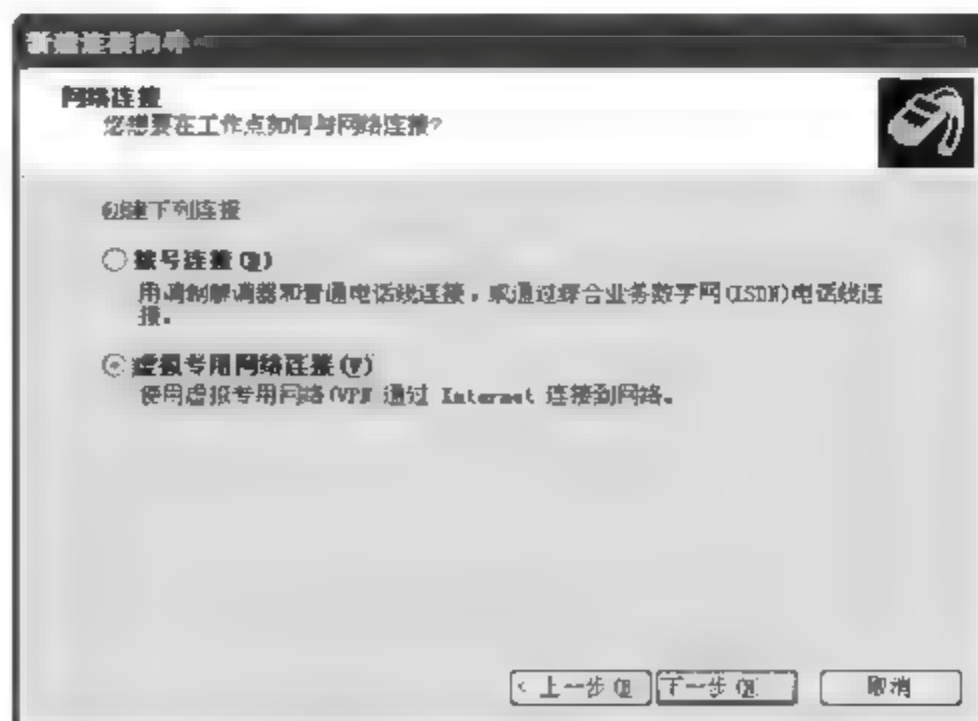 新建连接向导
网络连接
您想要在工作点如何与网络连接?
创建下列连接
拨号连接(D)
用调制解调器和普通电话线连接，或通过综合业务数字网(ISDN)电话线连
接。
虚拟专用网络连接(V)
使用虚拟专用网络(VPN 通过 Internet 连接到网络。
< 上一步(B)
下一步(N)
取消